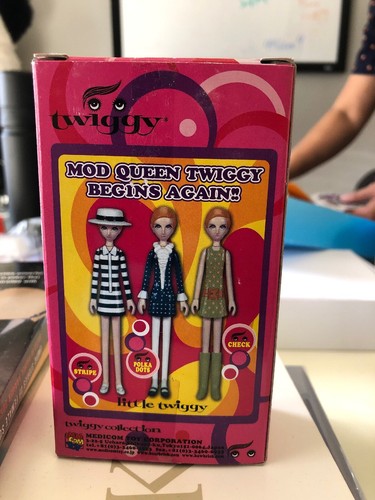 twiggy®
MOD QUEEN TWIGGY
BEGINS AGAIN!!
CHECK
POLKA
DOTS
STRIPE
little twiggy
twiggy collection
MEDICOM TOY CORPORATION